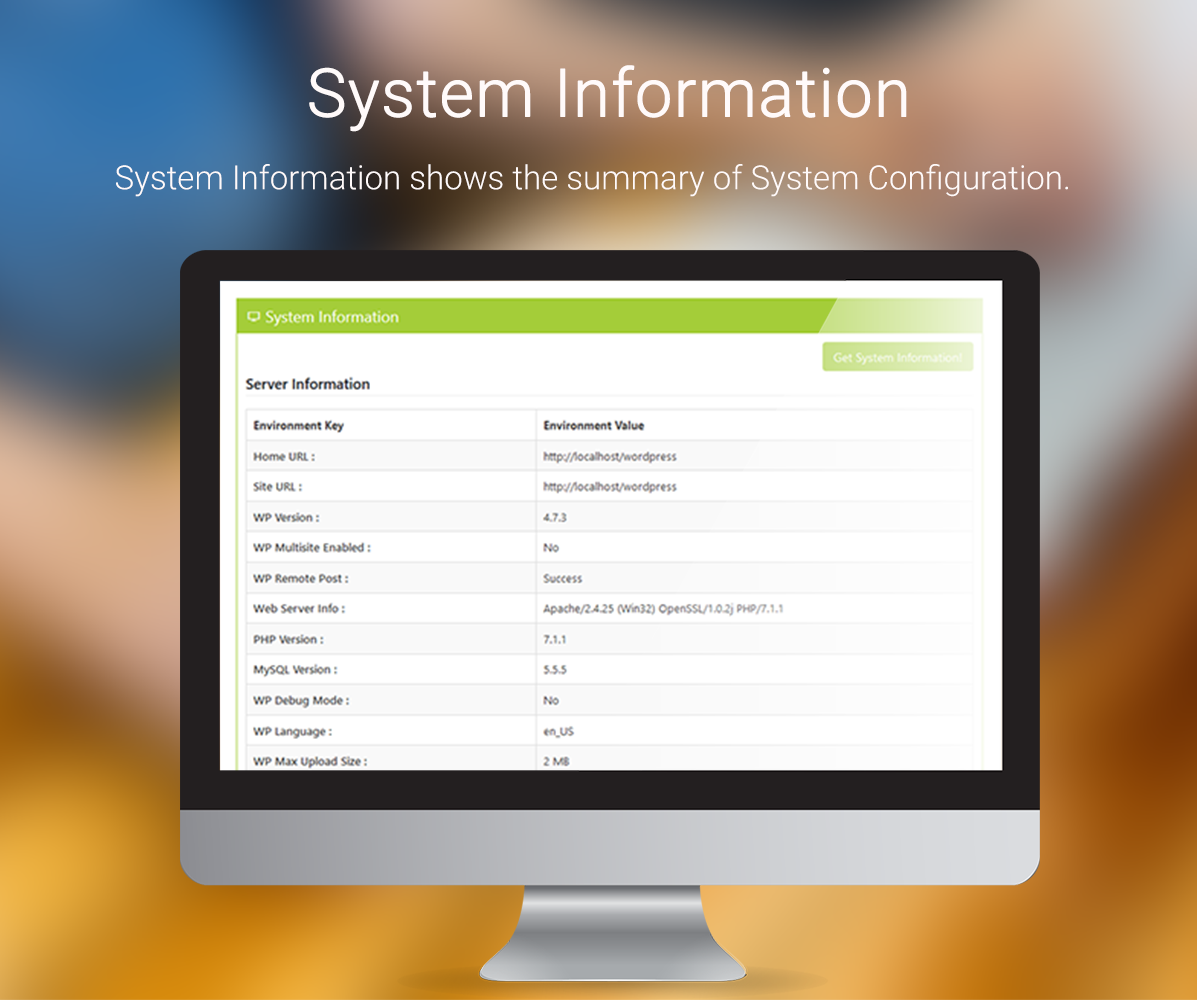 System Information
System Information shows the summary of System Configuration.
System Information
Get System Information!
Server Information
Environment Key Environment Value
Home URL : http://localhost/wordpress
Site URL : http://localhost/wordpress
WP Version : 4.7.3
WP Multisite Enabled : No
WP Remote Post : Success
Web Server Info : Apache/2.4.25 (Win32) OpenSSL/1.0.2j PHP/7.1.1
PHP Version : 7.1.1
MySQL Version : 5.5.5
WP Debug Mode : No
WP Language : en_US
WP Max Upload Size : 2 MB